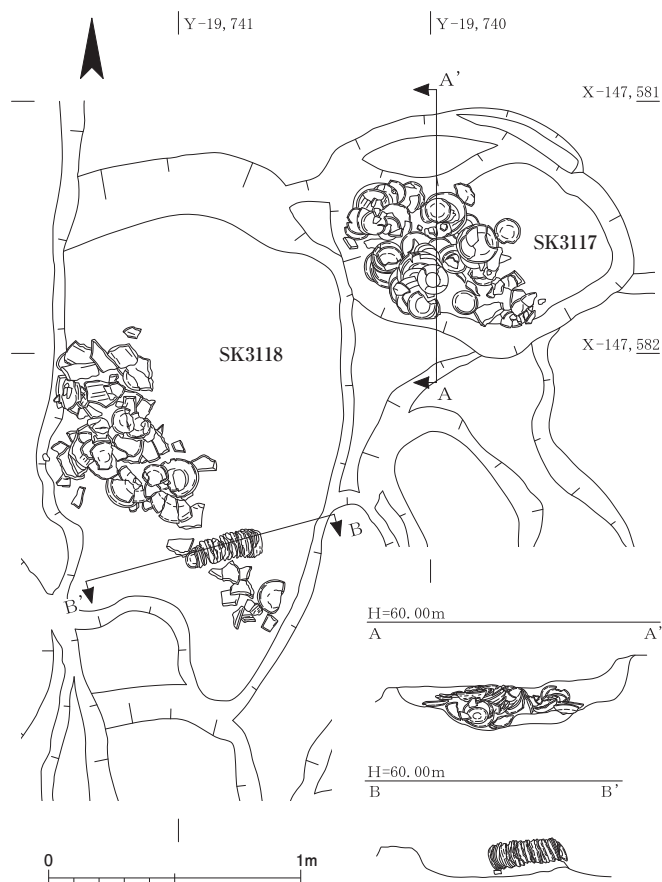 Y-19,741
Y-19,740
A'
X-147,581
SK3117
X-147,582
SK3118
A
B
B'
H=60.00m
A A'
H=60.00m
B B'
0 1m